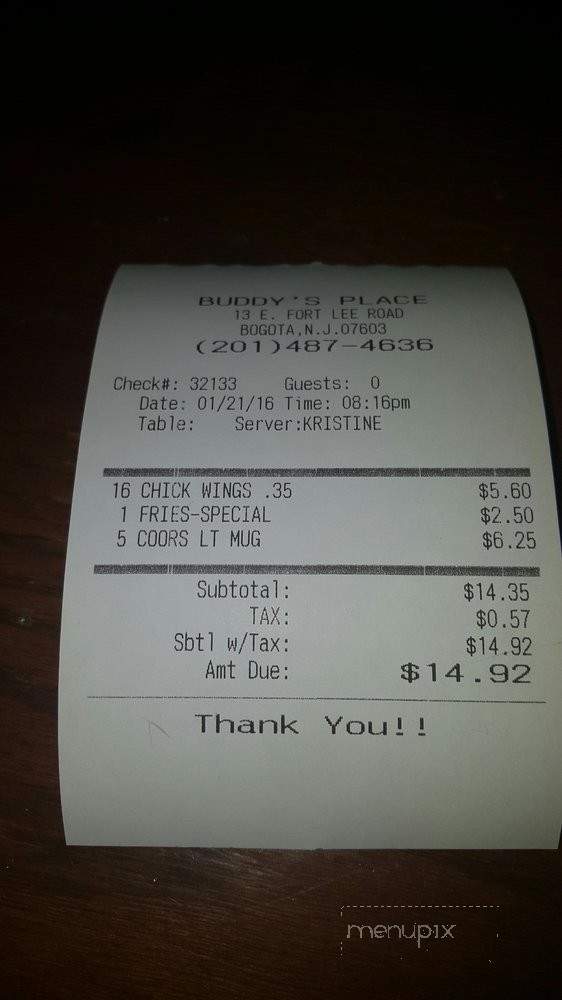 BUDDY'S PLACE
13 E. FORT LEE ROAD
BOGOTA,N.J.07603
(201)487-4636
Check#: 32133 Guests: 0
Date: 01/21/16 Time: 08:16pm
Table: Server:KRISTINE
16 CHICK WINGS .35 $5.60
1 FRIES-SPECIAL $2.50
5 COORS LT MUG $6.25
Subtotal: $14.35
TAX: $0.57
Sbtl w/Tax: $14.92
Amt Due: $14.92
Thank You!!
menupix